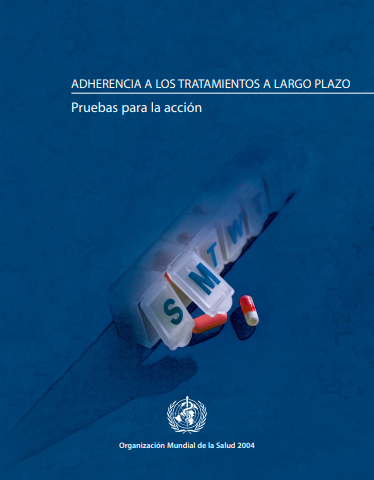 ADHERENCIA A LOS TRATAMIENTOS A LARGO PLAZO
Pruebas para la acción
S
M
T
W
T
Organización Mundial de la Salud 2004